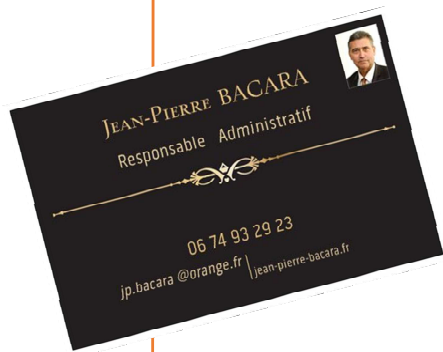 Jean-Pierre BACARA
Responsable Administratif
06 74 93 29 23
jp.bacara @orange.fr | jean-pierre-bacara.fr